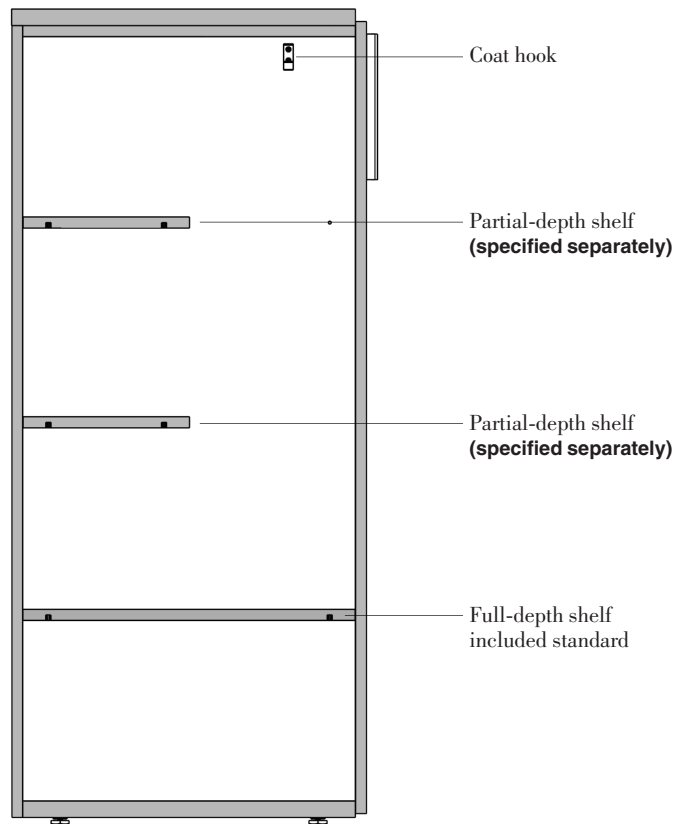 Coat hook
Partial-depth shelf
(specified separately)
Partial-depth shelf
(specified separately)
Full-depth shelf
included standard